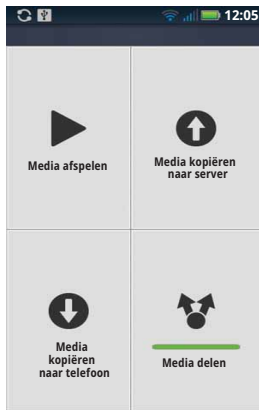 12:05
Media afspelen
Media kopiëren
naar server
Media
kopiëren
naar telefoon
Media delen